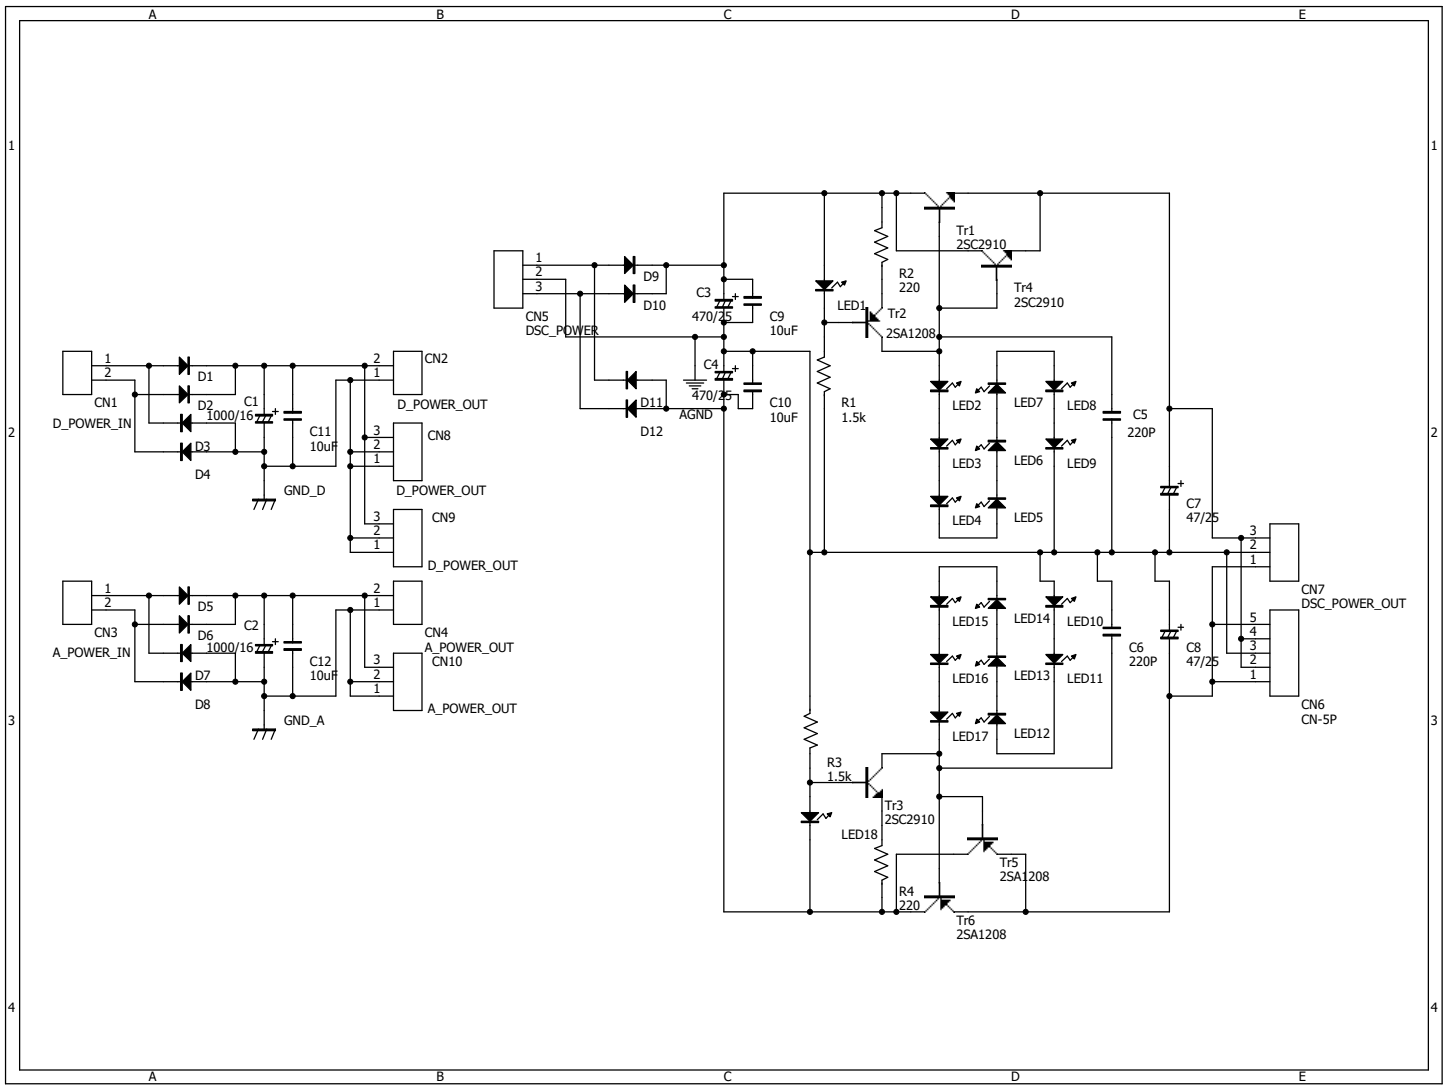 A B C D E
1 1
Tr1
2SC2910
1
2
3
D9
D10
CN5
DSC_POWER
C3
470/25
C9
10uF
LED1
R2
220
Tr2
2SA1208
Tr4
2SC2910
1
2
CN1
D_POWER_IN
D1
D2
D3
D4
C1
1000/16
C11
10uF
GND_D
2
1
CN2
D_POWER_OUT
3
2
1
CN8
D_POWER_OUT
3
2
1
CN9
D_POWER_OUT
C4
470/25
C10
10uF
AGND
D11
D12
R1
1.5k
LED2
LED7
LED8
LED3
LED6
LED9
LED4
LED5
C5
220P
2 2
C7
47/25
3
2
1
CN7
DSC_POWER_OUT
1
2
CN3
A_POWER_IN
D5
D6
D7
D8
C2
1000/16
C12
10uF
GND_A
2
1
CN4
A_POWER_OUT
3
2
1
CN10
A_POWER_OUT
LED15
LED14
LED10
LED16
LED13
LED11
LED17
LED12
C6
220P
C8
47/25
5
4
3
2
1
CN6
CN-5P
3 3
R3
1.5k
LED18
Tr3
2SC2910
R4
220
Tr5
2SA1208
Tr6
2SA1208
4 4
A B C D E